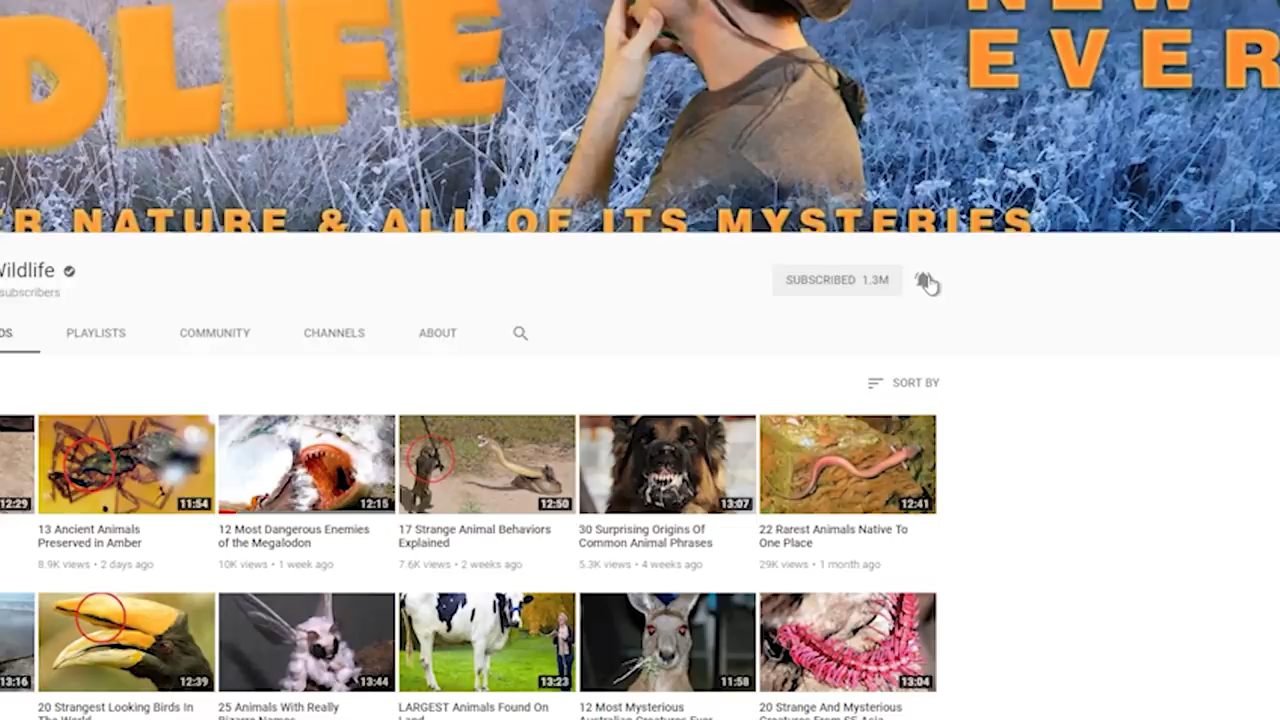 DLIFE
NEW
EVER
ER NATURE & ALL OF ITS MYSTERIES
Wildlife
subscribers
SUBSCRIBED 1.3M
PLAYLISTS
COMMUNITY
CHANNELS
ABOUT
SORT BY
12:29
11:54
12:15
12:50
13:07
12:41
13 Ancient Animals
Preserved in Amber
8.9K views • 2 days ago
12 Most Dangerous Enemies
of the Megalodon
10K views • 1 week ago
17 Strange Animal Behaviors
Explained
7.6K views • 2 weeks ago
30 Surprising Origins Of
Common Animal Phrases
5.3K views • 4 weeks ago
22 Rarest Animals Native To
One Place
29K views • 1 month ago
13:16
12:39
13:44
13:23
11:58
13:04
20 Strangest Looking Birds In
The World
25 Animals With Really
Bizarre Names
LARGEST Animals Found On
Land
12 Most Mysterious
Australian Creatures Ever
20 Strange And Mysterious
Creatures From SE Asia